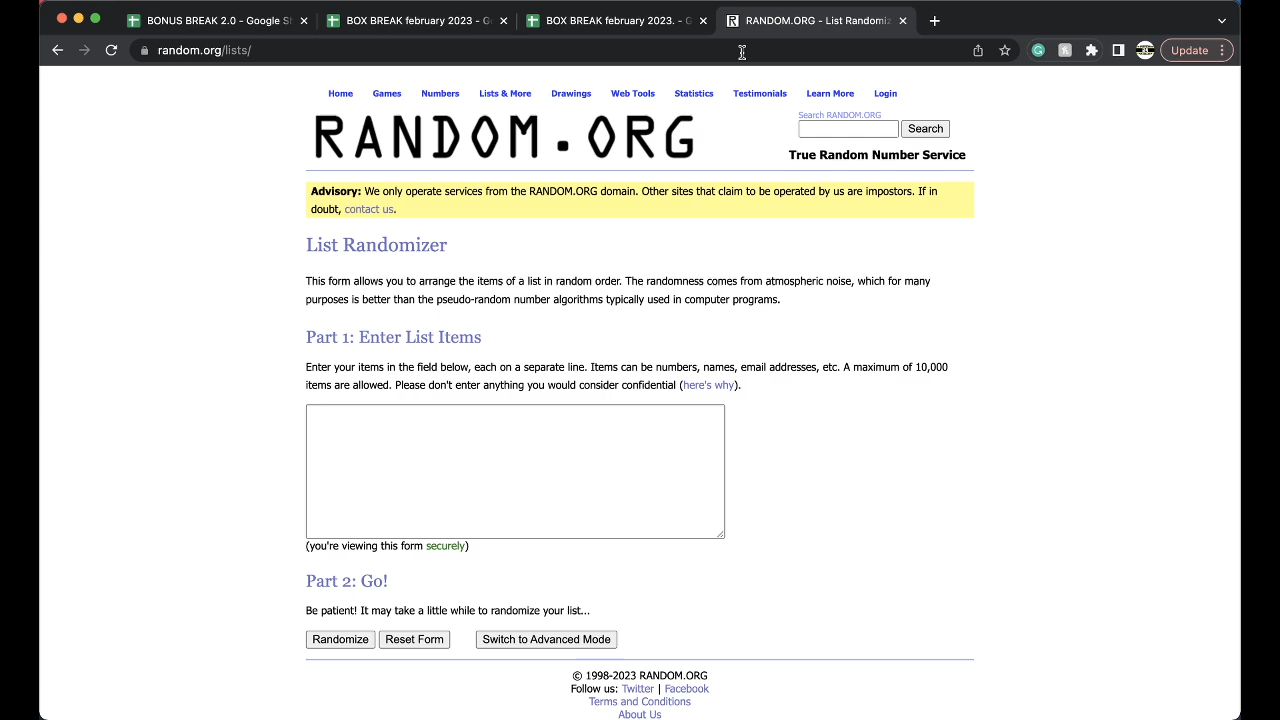 BONUS BREAK 2.0 - Google S
BOX BREAK february 2023 - G
BOX BREAK february 2023. - G
RANDOM.ORG - List Randomiz
random.org/lists/
Update
Home Games Numbers Lists & More Drawings Web Tools Statistics Testimonials Learn More Login
RANDOM.ORG
Search RANDOM.ORG
Search
True Random Number Service
Advisory: We only operate services from the RANDOM.ORG domain. Other sites that claim to be operated by us are impostors. If in
doubt, contact us.
List Randomizer
This form allows you to arrange the items of a list in random order. The randomness comes from atmospheric noise, which for many
purposes is better than the pseudo-random number algorithms typically used in computer programs.
Part 1: Enter List Items
Enter your items in the field below, each on a separate line. Items can be numbers, names, email addresses, etc. A maximum of 10,000
items are allowed. Please don't enter anything you would consider confidential (here's why).
(you're viewing this form securely)
Part 2: Go!
Be patient! It may take a little while to randomize your list...
Randomize Reset Form Switch to Advanced Mode
© 1998-2023 RANDOM.ORG
Follow us: Twitter | Facebook
Terms and Conditions
About Us